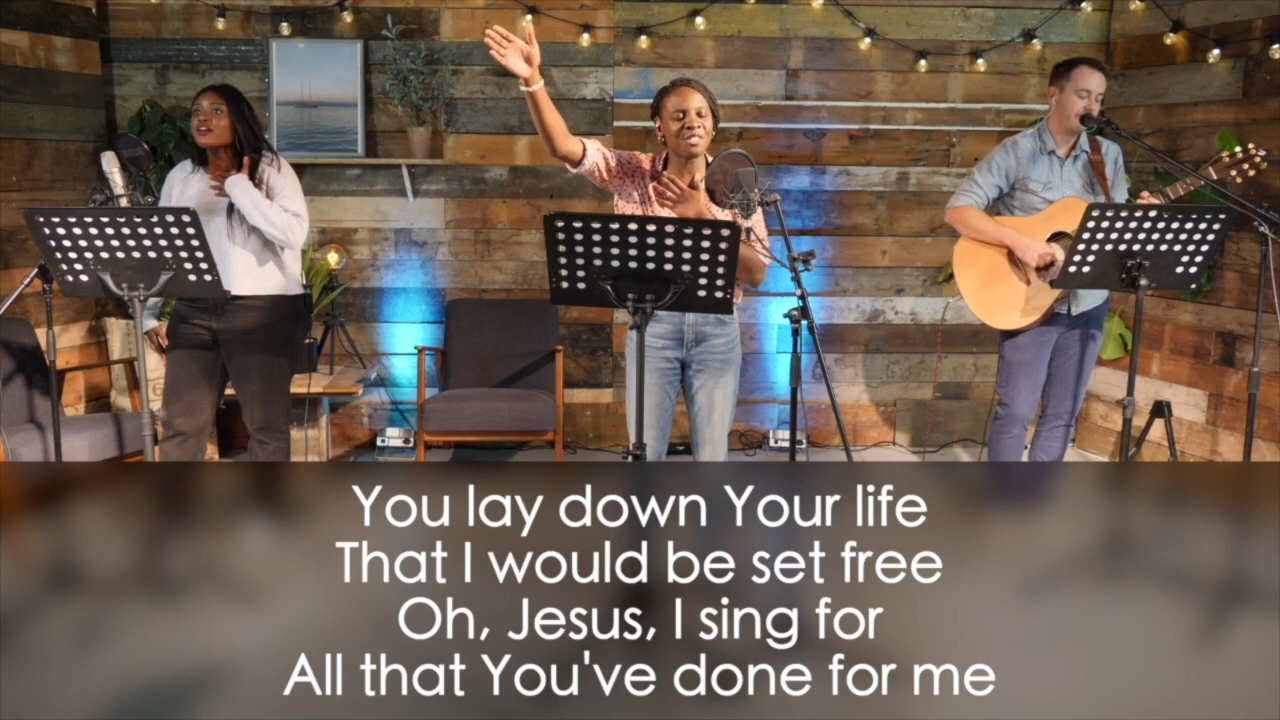 You lay down Your life
That I would be set free
Oh, Jesus, I sing for
All that You've done for me